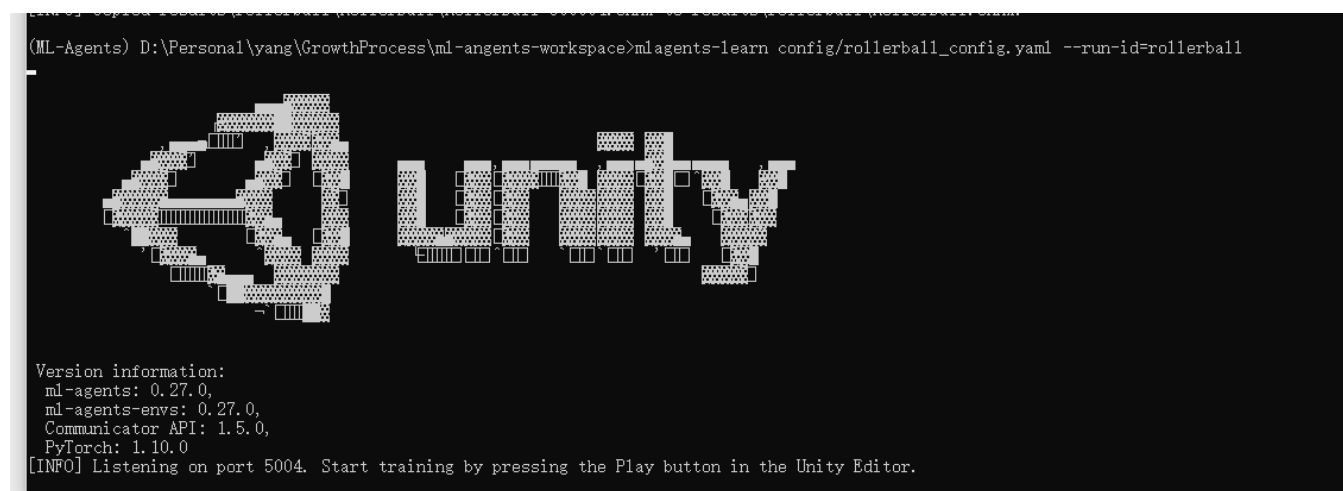 (ML-Agents) D:\Personal\yang\GrowthProcess\ml-angents-workspace>mlagents-learn config/rollerball_config.yaml --run-id=rollerball
unity
Version information:
ml-agents: 0.27.0,
ml-agents-envs: 0.27.0,
Communicator API: 1.5.0,
PyTorch: 1.10.0
[INFO] Listening on port 5004. Start training by pressing the Play button in the Unity Editor.